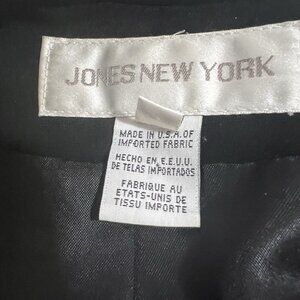 JONES NEW YORK
MADE IN U.S.A. OF
IMPORTED FABRIC
HECHO EN E.E.U.U.
DE TELAS IMPORTADOS
FABRIQUE AU
ETATS-UNIS DE
TISSU IMPORTE